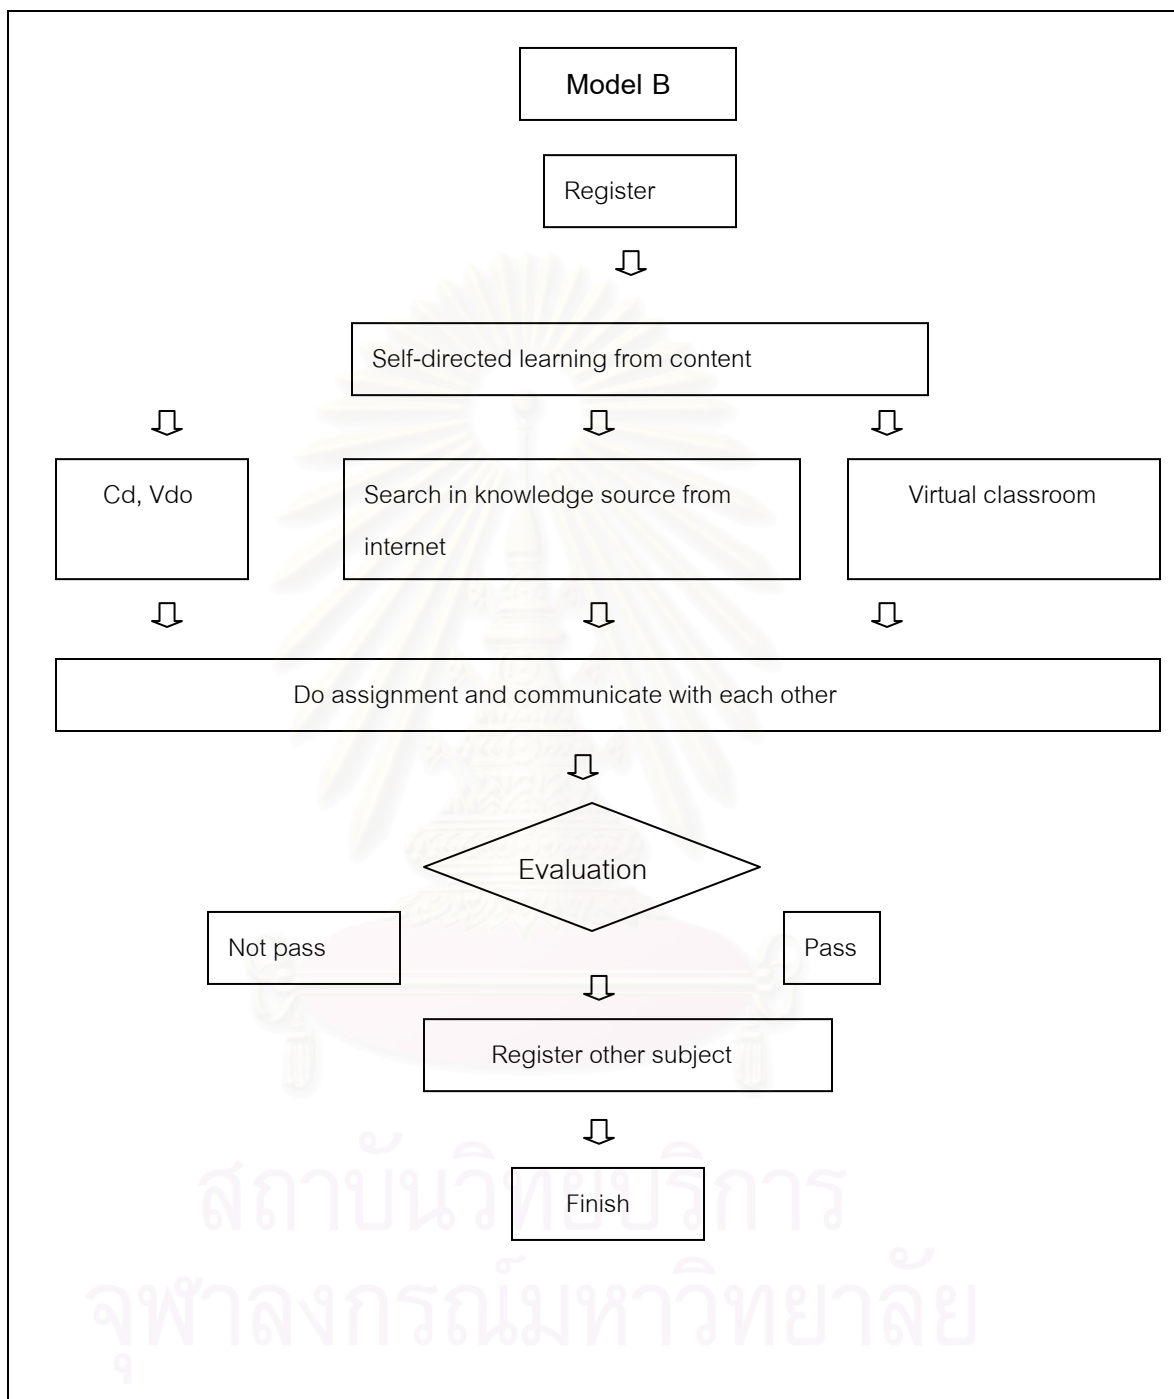 Model B
Register
Self-directed learning from content
Cd, Vdo
Search in knowledge source from
internet
Virtual classroom
Do assignment and communicate with each other
Evaluation
Not pass
Pass
Register other subject
Finish
สถาบันวิทยบริการ
จุฬาลงกรณ์มหาวิทยาลัย